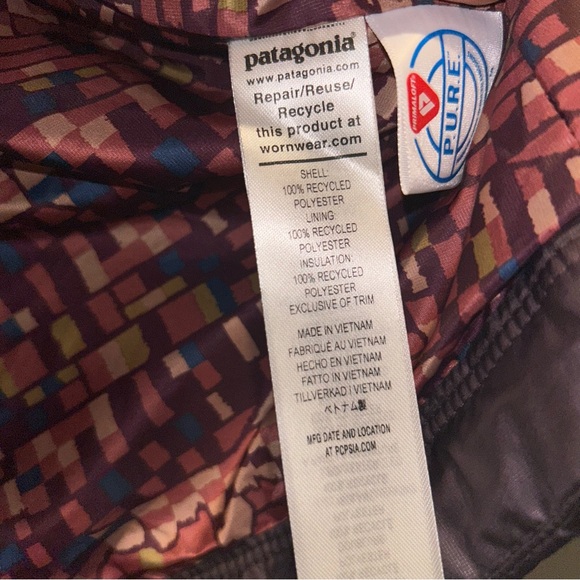 patagonia®
www.patagonia.com
Repair/Reuse/
Recycle
this product at
wornwear.com
SHELL:
100% RECYCLED
POLYESTER
LINING:
100% RECYCLED
POLYESTER
INSULATION:
100% RECYCLED
POLYESTER
EXCLUSIVE OF TRIM
MADE IN VIETNAM
FABRIQUÉ AU VIETNAM
HECHO EN VIETNAM
FATTO IN VIETNAM
TILLVERKAD I VIETNAM
ベトナム製
MFG DATE AND LOCATION
AT POPSIA.COM
PRIMALOFT
P.U.R.E.